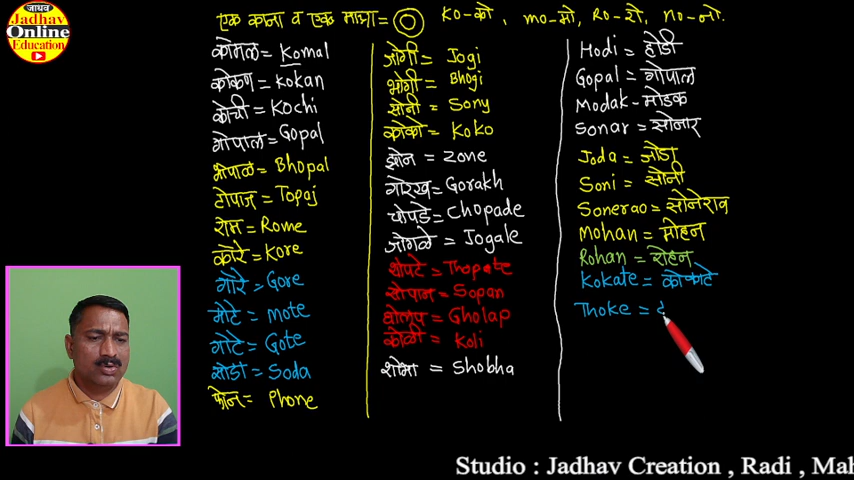 जाधव
Jadhav
Online
Education
एक काना व एक मात्रा = O Ko-को, mo-मो, Ro-रो, no-नो.
कोमल = Komal
कोकण = Kokan
कोची = Kochi
गोपाल = Gopal
भोपाळ = Bhopal
टोपाज = Topaj
रोम = Rome
कोरे = Kore
गोरे = Gore
मोटे = mote
गोटे = Gote
सोडा = Soda
फोन = Phone
जोगी = Jogi
भोगी = Bhogi
सोनी = Sony
कोको = Koko
झोन = zone
गोरख = Gorakh
चोपडे = Chopade
जोगळे = Jogale
थोपटे = Thopate
सोपान = Sopan
घोलप = Gholap
कोळी = Koli
शोभा = Shobha
Hodi = होडी
Gopal = गोपाल
Modak-मोडक
Sonar = सोनार
Joda = जोडा
Soni = सोनी
Sonerao = सोनेराव
Mohan = मोहन
Rohan = रोहन
Kokate = कोकाटे
Thoke =
Studio : Jadhav Creation , Radi , Mah